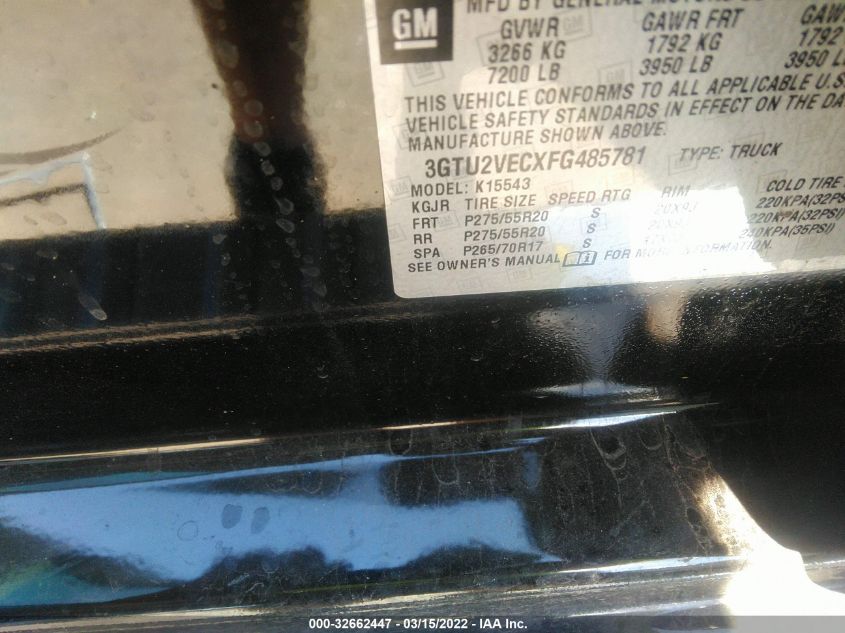 GM
MFD BY GENERAL MOTORS
GVWR GAWR FRT GAW
3266 KG 1792 KG 1792
7200 LB 3950 LB 3950 L
THIS VEHICLE CONFORMS TO ALL APPLICABLE U.S
VEHICLE SAFETY STANDARDS IN EFFECT ON THE DA
MANUFACTURE SHOWN ABOVE.
3GTU2VECXFG485781 TYPE: TRUCK
MODEL: K15543
KGJR TIRE SIZE SPEED RTG RIM COLD TIRE
FRT P275/55R20 S 20X9J 220KPA(32PS
RR P275/55R20 S 20X9J 220KPA(32PSI)
SPA P265/70R17 S 240KPA(35PSI)
SEE OWNER'S MANUAL FOR MORE INFORMATION.
000-32662447 - 03/15/2022 - IAA Inc.